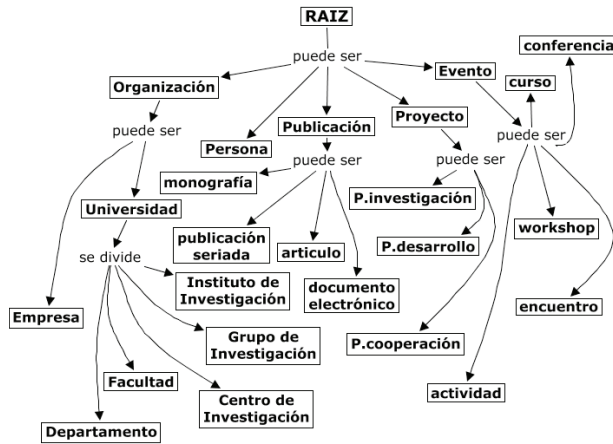 RAIZ
puede ser
conferencia
Evento
curso
Organización
Publicación
Proyecto
puede ser
puede ser
Persona
puede ser
puede ser
monografía
P.investigación
Universidad
publicación
seriada
articulo
P.desarrollo
workshop
se divide
Instituto de
Investigación
documento
electrónico
encuentro
Empresa
Grupo de
Investigación
P.cooperación
Facultad
Centro de
Investigación
actividad
Departamento